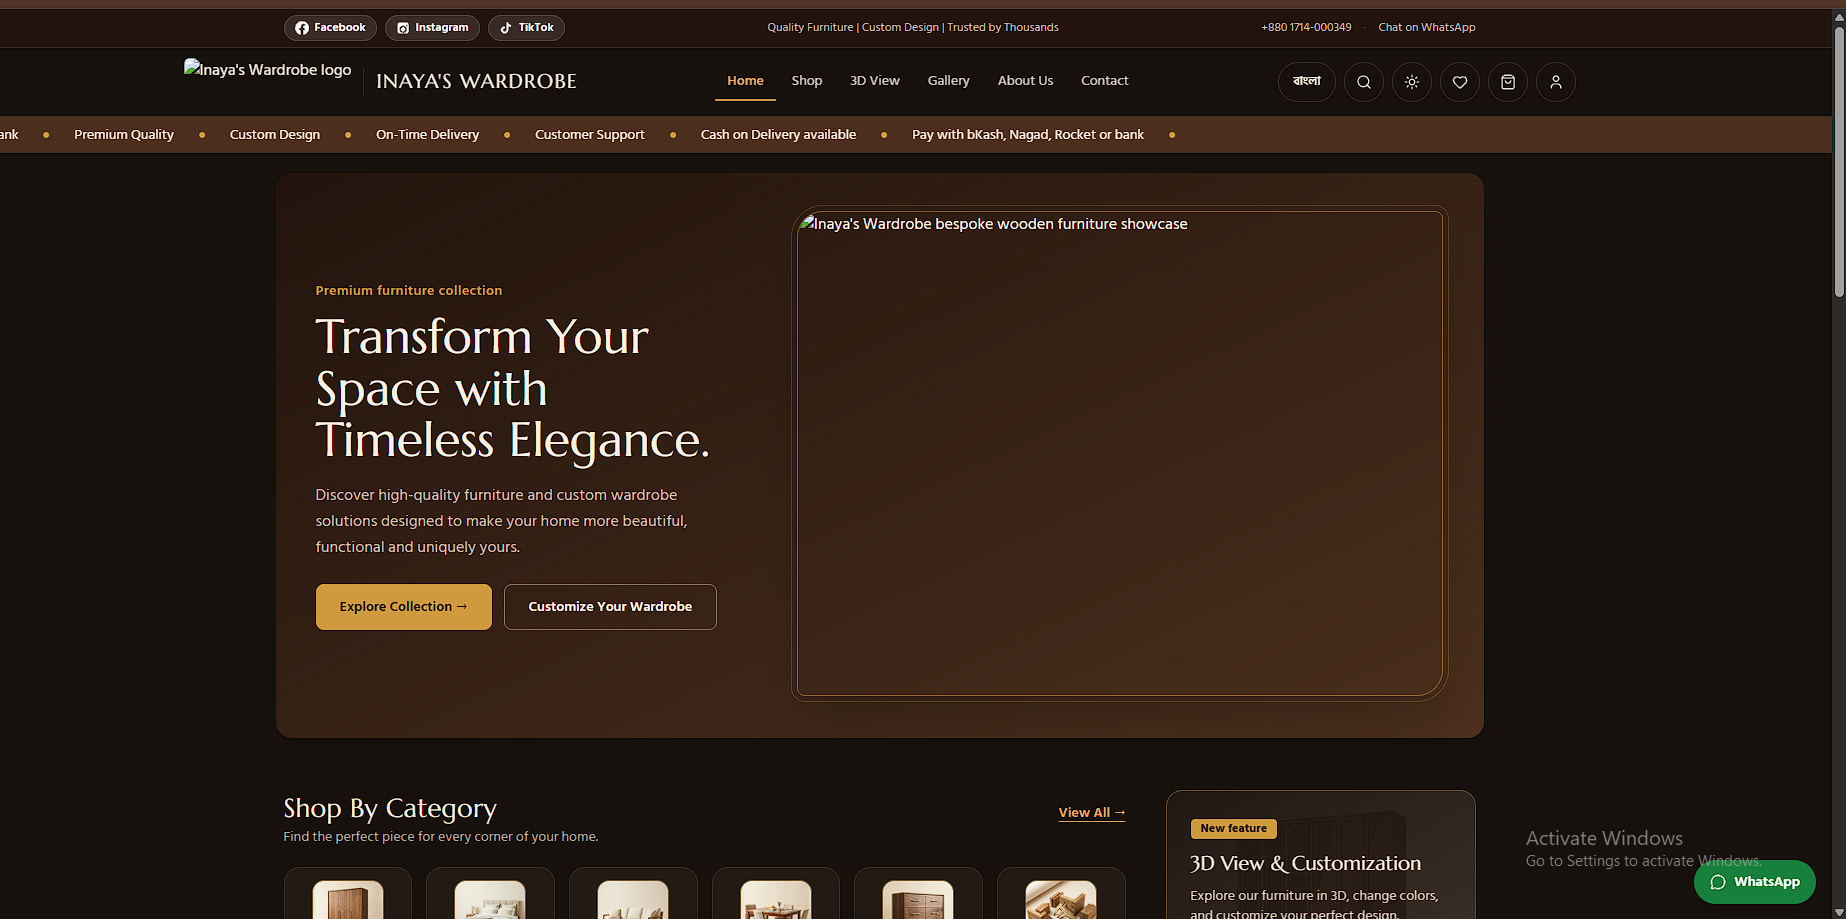 Facebook
Instagram
TikTok
Quality Furniture | Custom Design | Trusted by Thousands
+880 1714-000349 · Chat on WhatsApp
Inaya's Wardrobe logo
INAYA'S WARDROBE
Home
Shop
3D View
Gallery
About Us
Contact
বাংলা
ank • Premium Quality • Custom Design • On-Time Delivery • Customer Support • Cash on Delivery available • Pay with bKash, Nagad, Rocket or bank •
Premium furniture collection
Transform Your
Space with
Timeless Elegance.
Discover high-quality furniture and custom wardrobe
solutions designed to make your home more beautiful,
functional and uniquely yours.
Explore Collection →
Customize Your Wardrobe
Inaya's Wardrobe bespoke wooden furniture showcase
Shop By Category
Find the perfect piece for every corner of your home.
View All →
New feature
3D View & Customization
Explore our furniture in 3D, change colors,
and customize your perfect design.
Activate Windows
Go to Settings to activate Windows.
WhatsApp